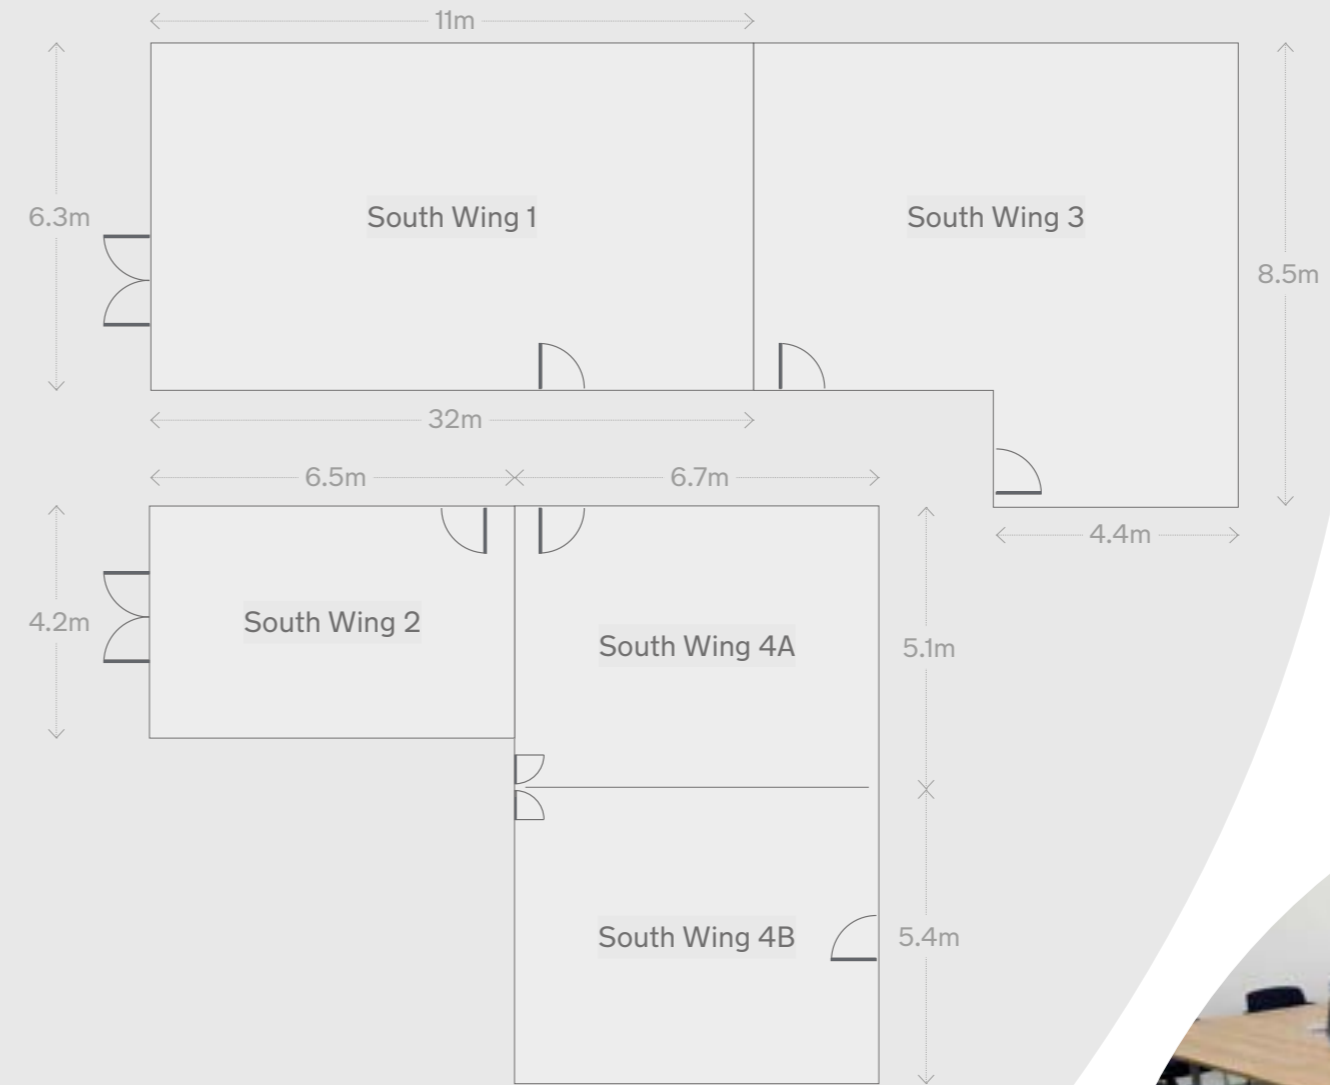 11m
6.3m
South Wing 1
South Wing 3
8.5m
32m
6.5m
6.7m
4.4m
4.2m
South Wing 2
South Wing 4A
5.1m
South Wing 4B
5.4m